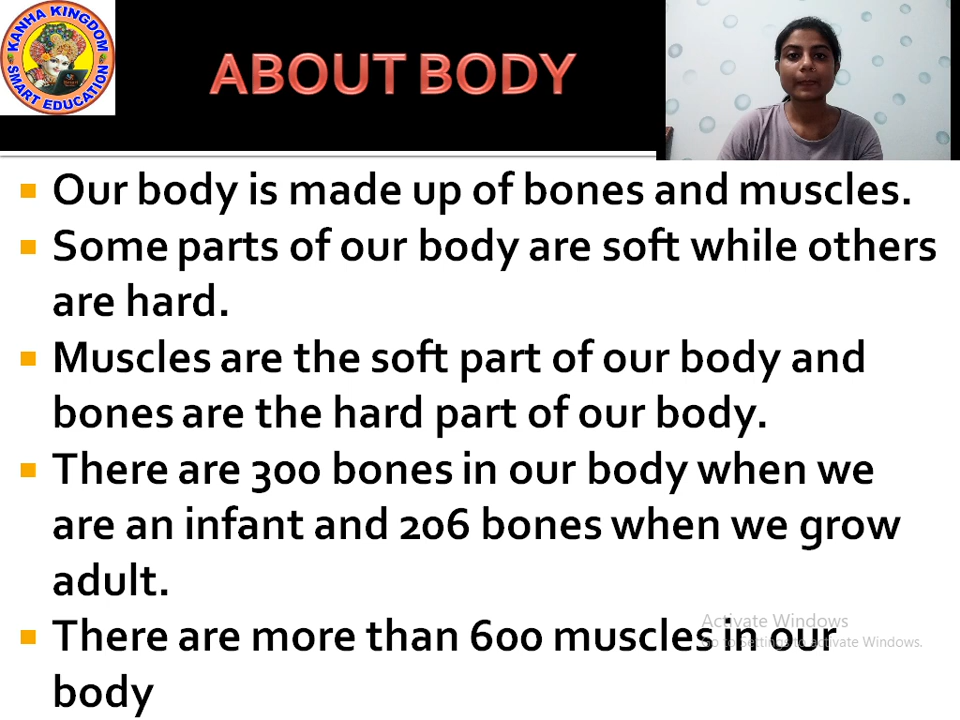 KANHA KINGDOM
SMART EDUCATION
ABOUT BODY
Our body is made up of bones and muscles.
Some parts of our body are soft while others
are hard.
Muscles are the soft part of our body and
bones are the hard part of our body.
There are 300 bones in our body when we
are an infant and 206 bones when we grow
adult.
There are more than 600 muscles in our
body
Activate Windows
Go to Settings to activate Windows.